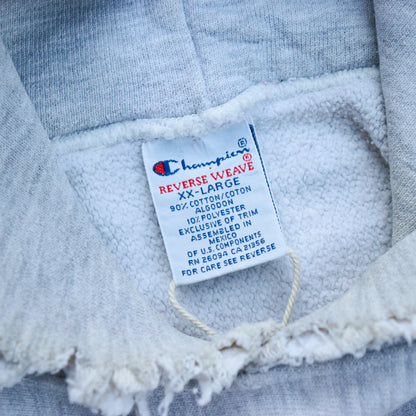 Champion®
REVERSE WEAVE®
XX-LARGE
90% COTTON/COTON
ALGODON
10% POLYESTER
EXCLUSIVE OF TRIM
ASSEMBLED IN
MEXICO
OF U.S. COMPONENTS
RN 26094 CA 21356
FOR CARE SEE REVERSE